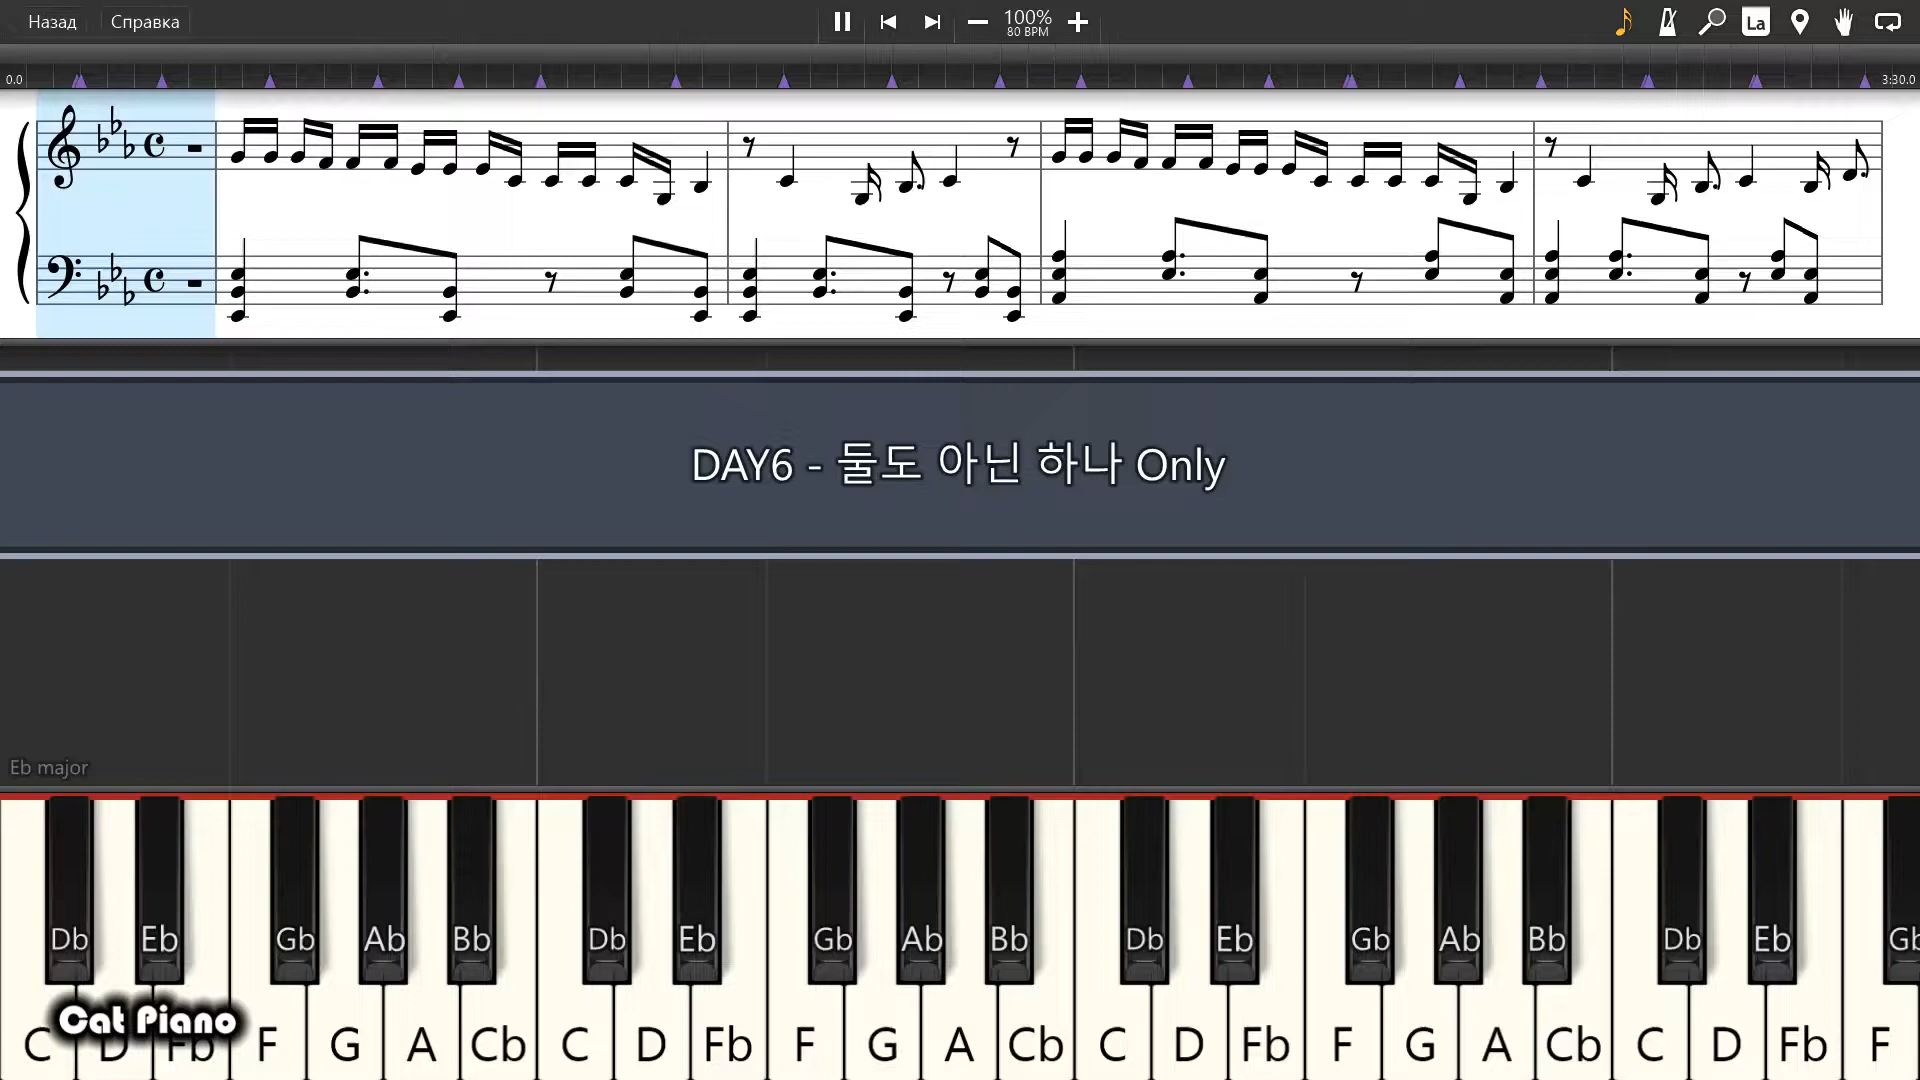 Назад Справка
100%
80 BPM
La
0.0 3:30.0
DAY6 - 둘도 아닌 하나 Only
Eb major
Db Eb Gb Ab Bb Db Eb Gb Ab Bb Db Eb Gb Ab Bb Db Eb Gb
Cat Piano
C D Fb F G A Cb C D Fb F G A Cb C D Fb F G A Cb C D Fb F